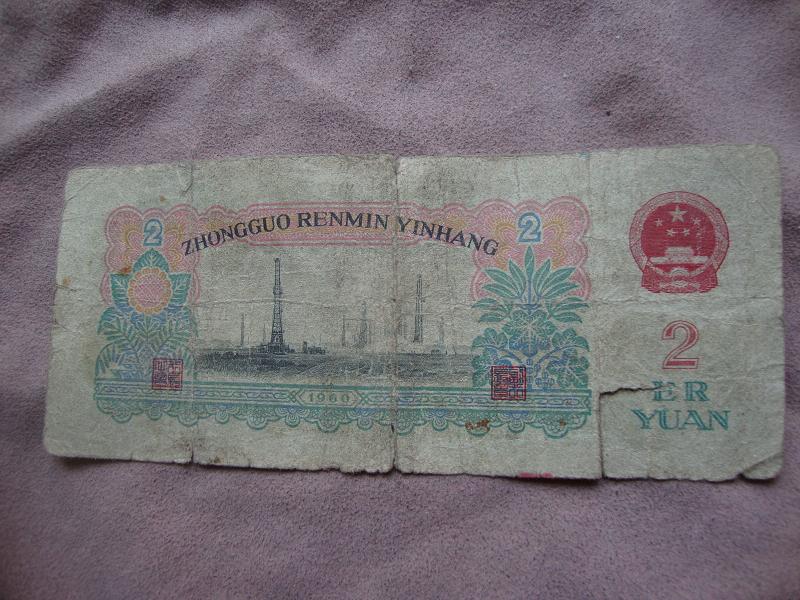 2
ZHONGGUO RENMIN YINHANG
2
1960
2
ER
YUAN